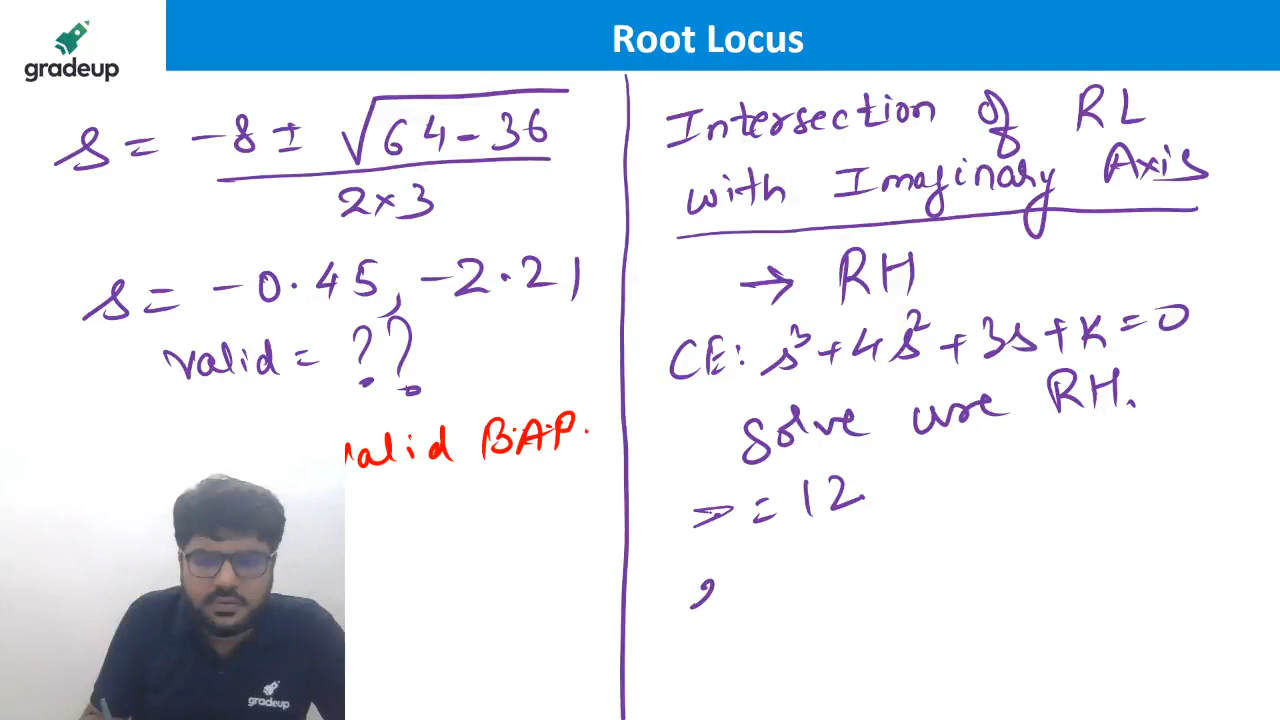 gradeup
Root Locus
s = -8 ± √64-36
2×3
s = -0.45, -2.21
valid = ??
valid B.A.P.
Intersection of RL
with Imaginary Axis
→ RH
CE: s³+4s²+3s+k=0
Solve use RH.
= 12
gradeup